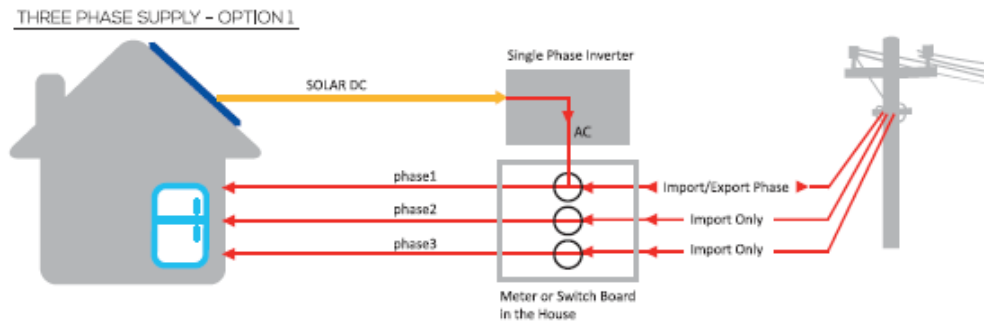 THREE PHASE SUPPLY – OPTION 1
Single Phase Inverter
SOLAR DC
AC
phase1
Import/Export Phase
phase2
Import Only
phase3
Import Only
Meter or Switch Board
in the House